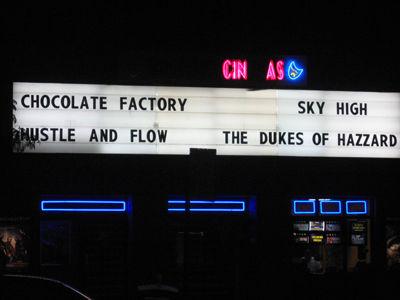 CIN AS
CHOCOLATE FACTORY
SKY HIGH
HUSTLE AND FLOW
THE DUKES OF HAZZARD